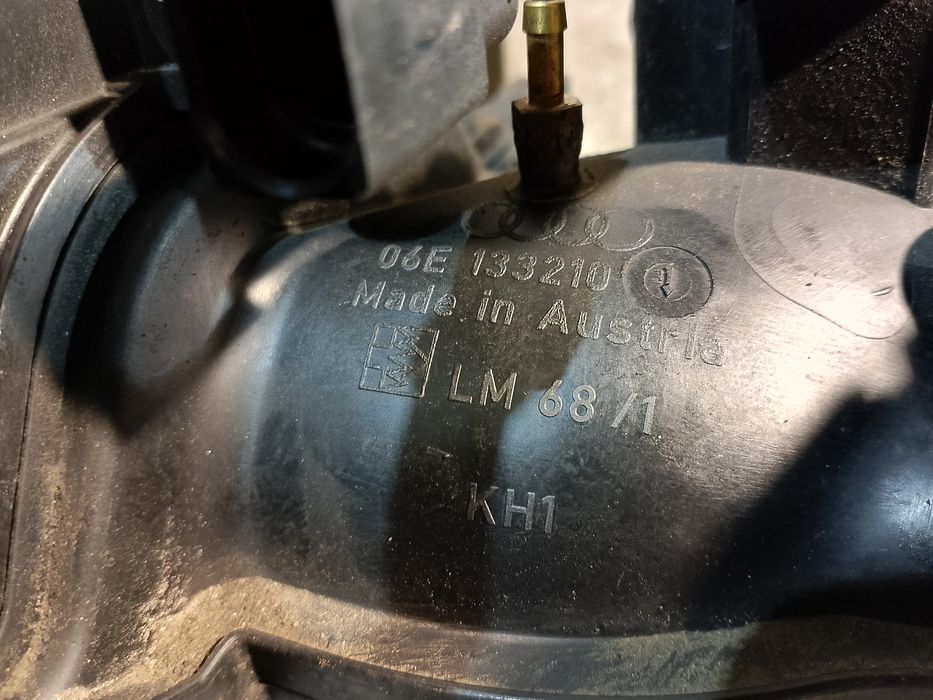 06E 133210
Made in Austria
LM 68 /1
KH1